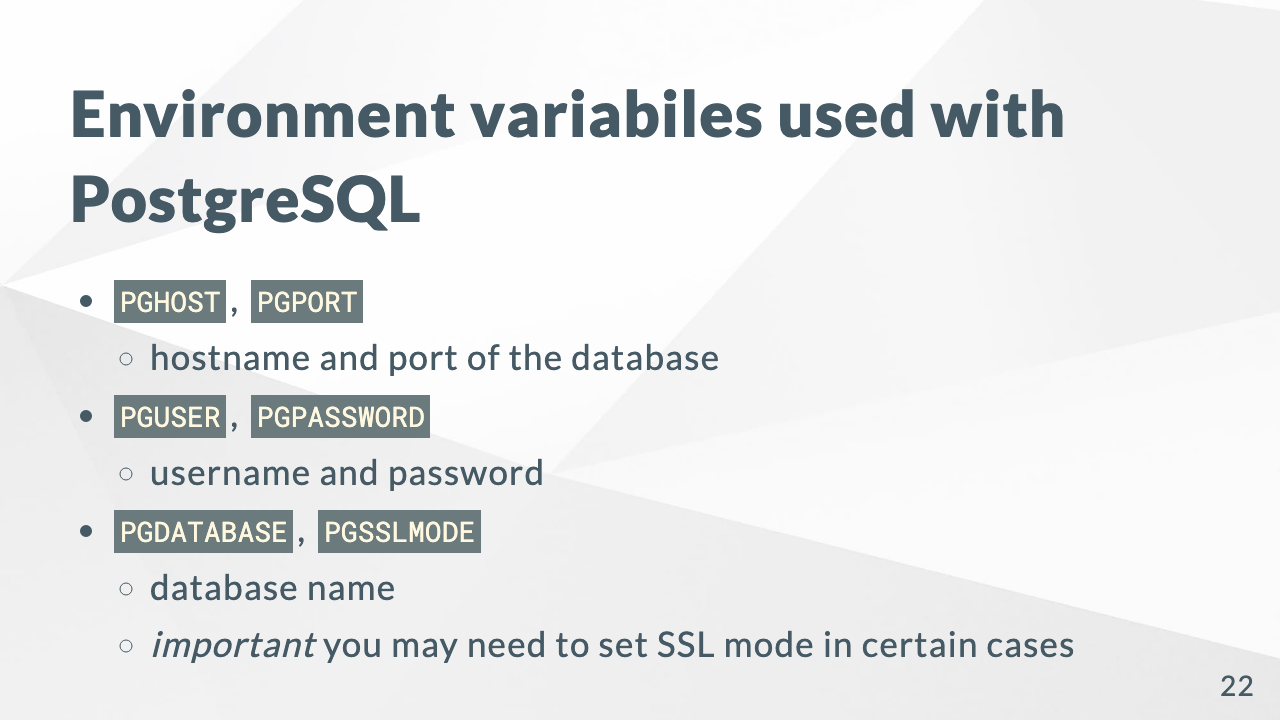 Environment variabiles used with
PostgreSQL
• PGHOST, PGPORT
○ hostname and port of the database
• PGUSER, PGPASSWORD
○ username and password
• PGDATABASE, PGSSLMODE
○ database name
○ important you may need to set SSL mode in certain cases
22